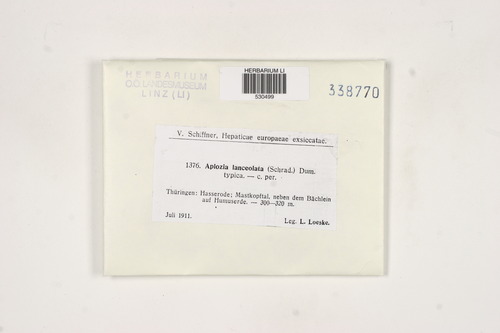 HERBARIUM
OÖ LANDESMUSEUM
LINZ (LI)
HERBARIUM LI
530499
338770
V. Schiffner, Hepaticae europaeae exsiccatae.
1376. Aplozia lanceolata (Schrad.) Dum.
typica. — c. per.
Thüringen: Hasserode; Mastkopftal, neben dem Bächlein
auf Humuserde. — 300—320 m.
Juli 1911.
Leg. L. Loeske.